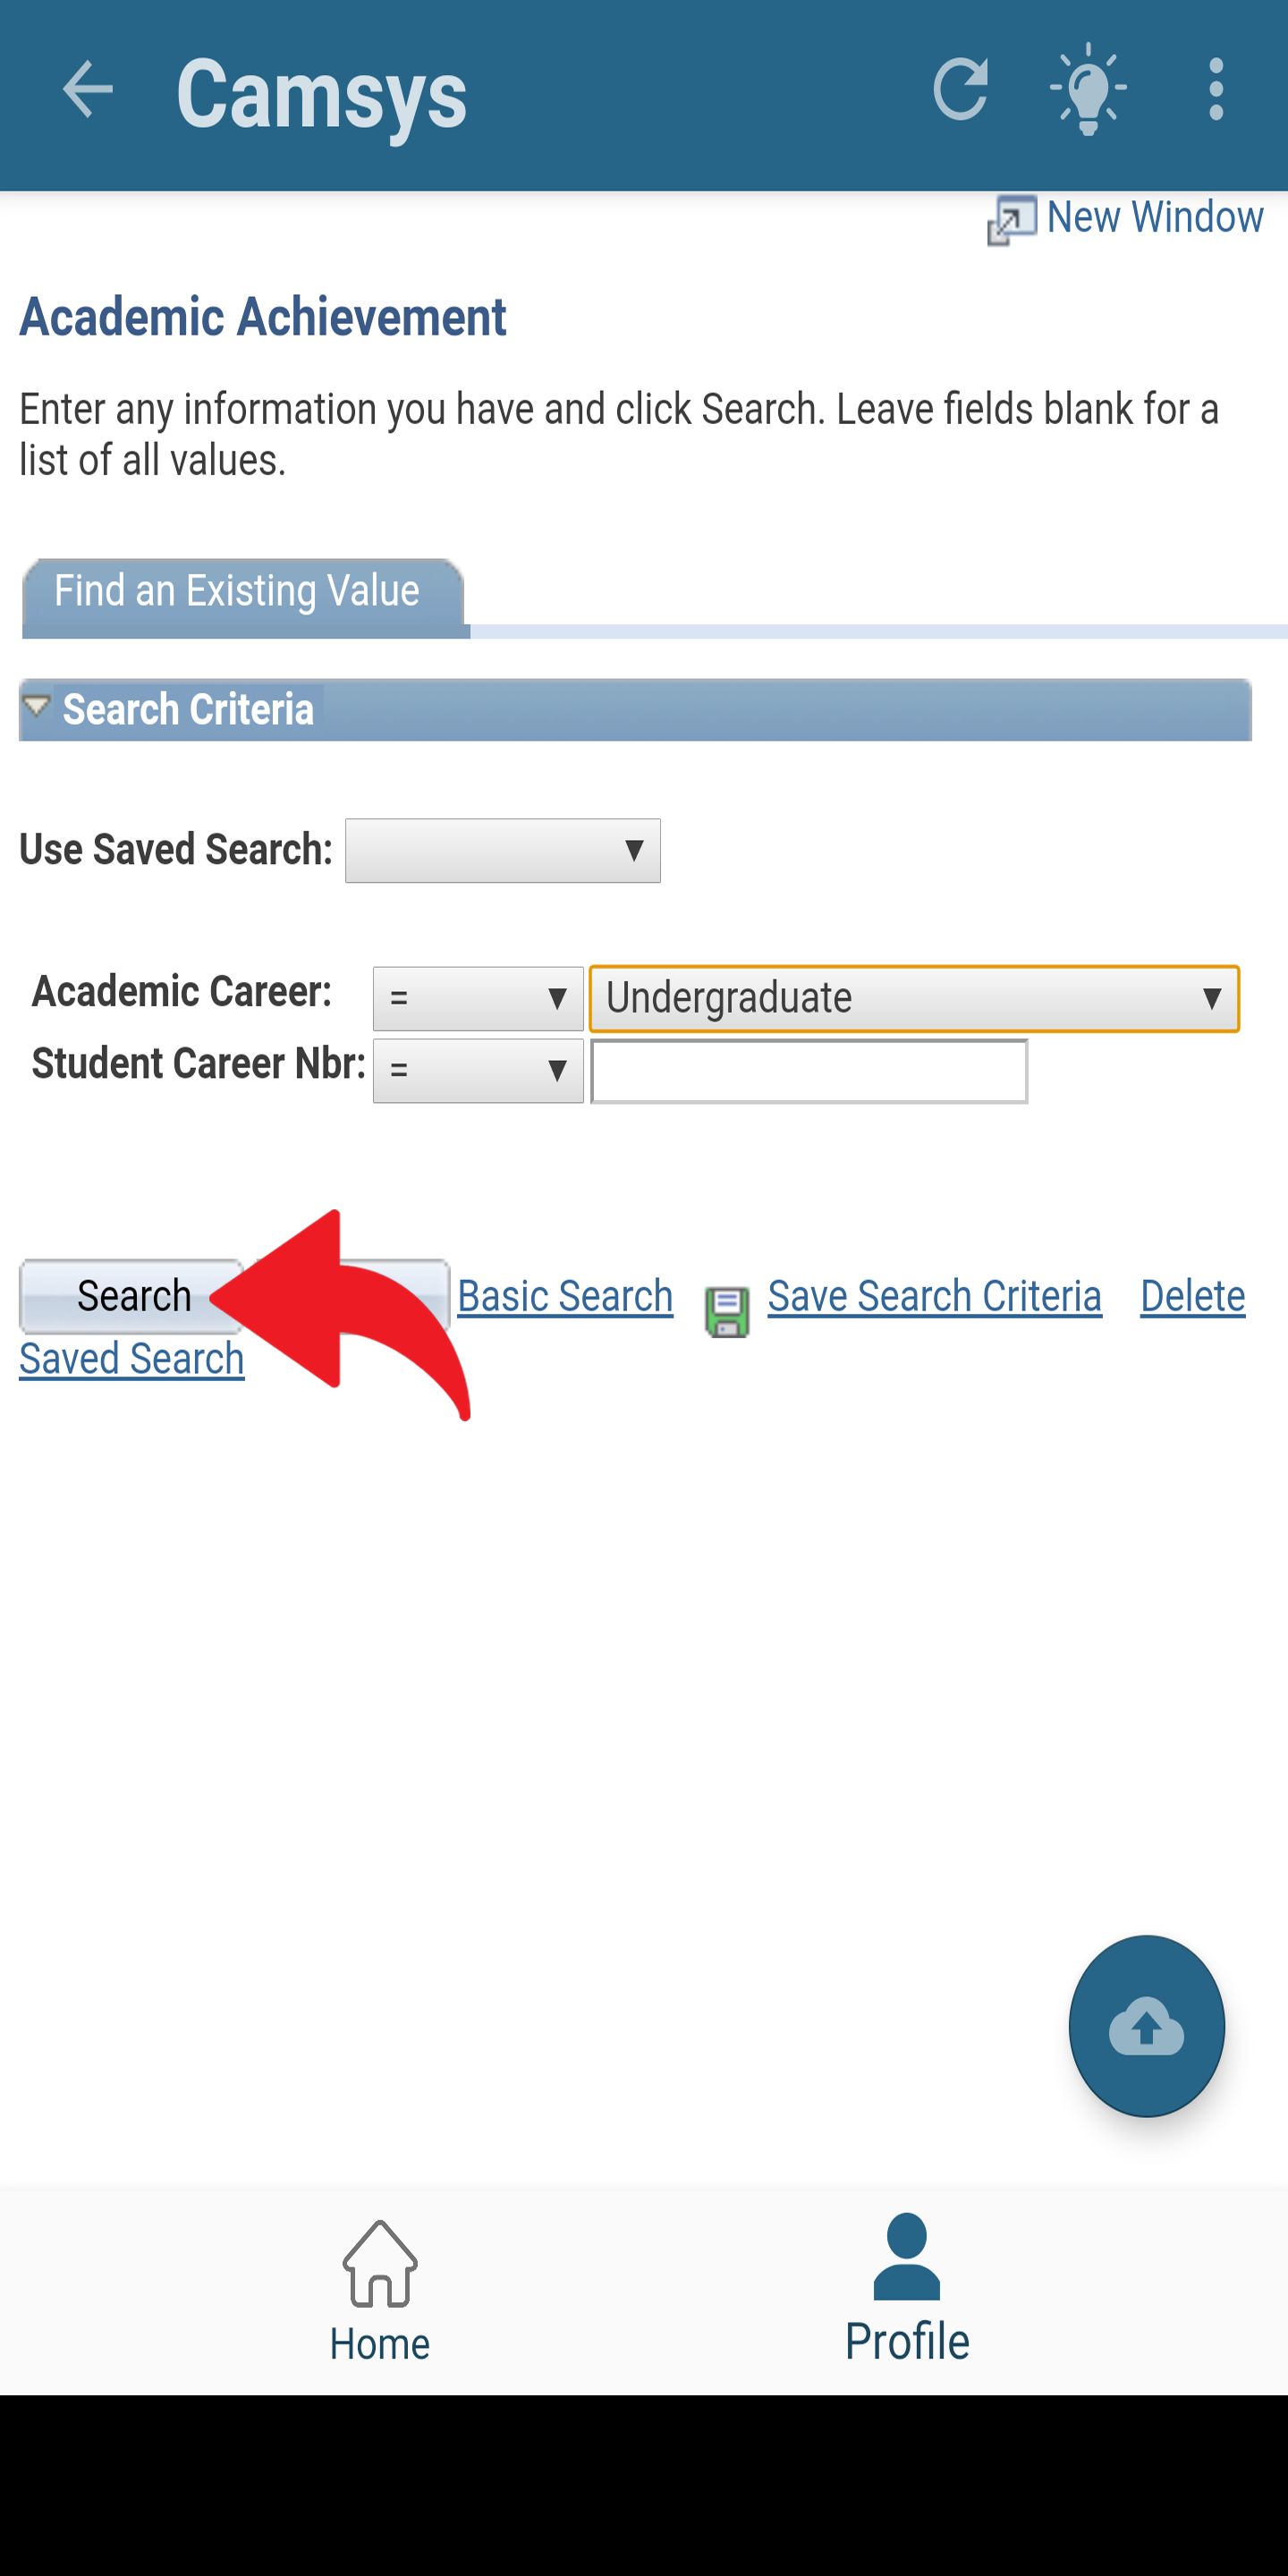 Camsys
New Window
Academic Achievement
Enter any information you have and click Search. Leave fields blank for a
list of all values.
Find an Existing Value
Search Criteria
Use Saved Search:
Academic Career: = Undergraduate
Student Career Nbr: =
Search Basic Search Save Search Criteria Delete
Saved Search
Home Profile